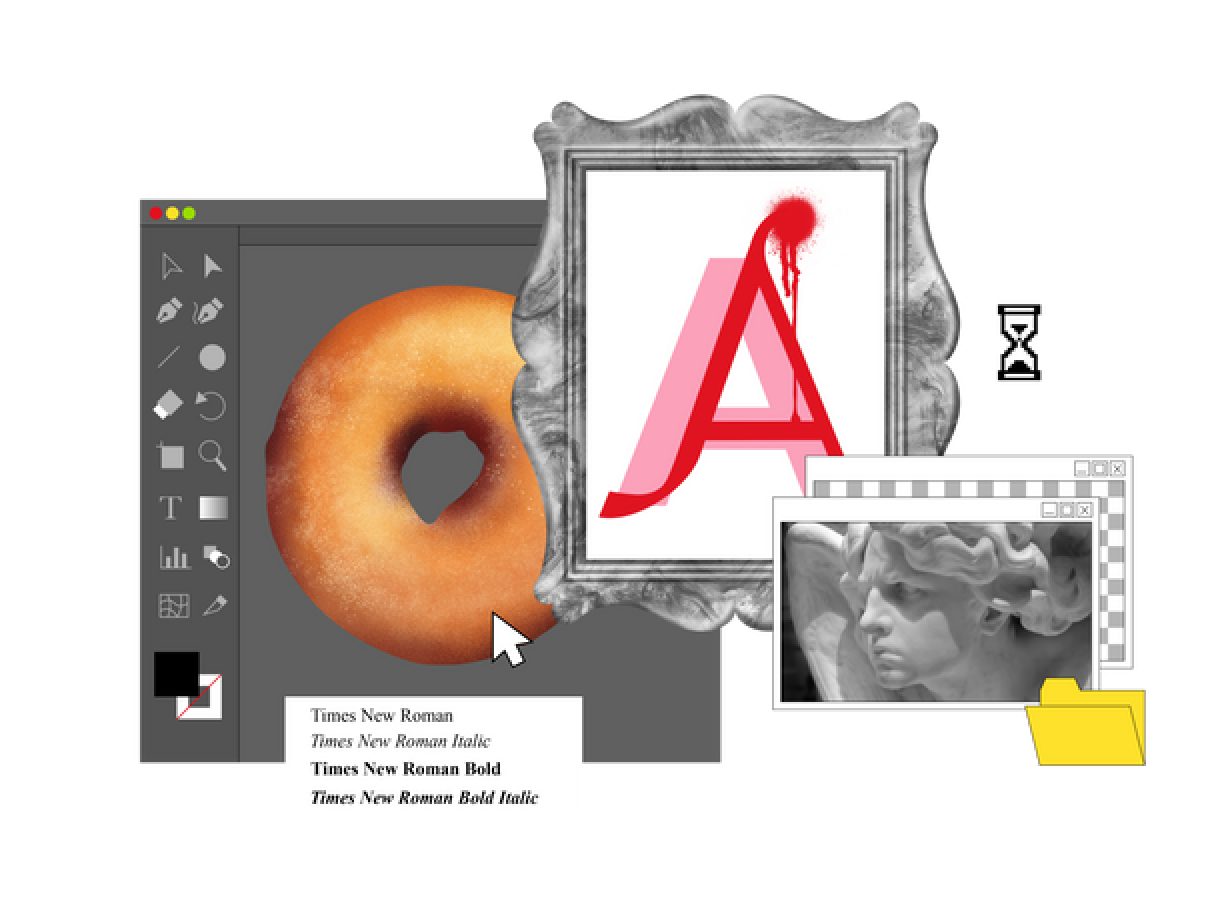 A
T
Times New Roman
Times New Roman Italic
Times New Roman Bold
Times New Roman Bold Italic